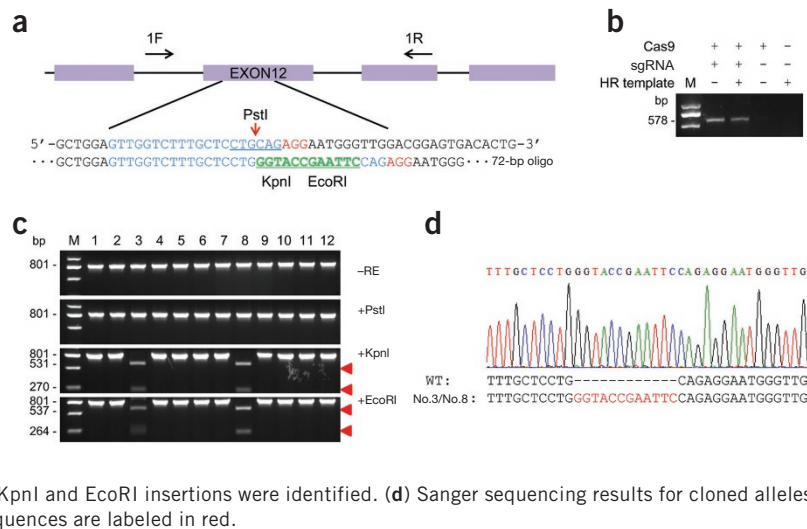 a
1F
1R
EXON12
PstI
5'-GCTGGAGTTGGTCTTTGCTCCTGCAGAGGAATGGGTTGGACGGAGTGACACTG-3'
···GCTGGAGTTGGTCTTTGCTCCTGGGTACCGAATTCCAGAGGAATGGG···72-bp oligo
KpnI EcoRI
b
Cas9 + + + −
sgRNA + + − −
HR template M − + − +
bp
578 -
c
bp M 1 2 3 4 5 6 7 8 9 10 11 12
801 - –RE
801 - +PstI
801 - +KpnI
531 -
270 -
801 - +EcoRI
537 -
264 -
d
TTTGCTCCTGGGTACCGAATTCCAGAGGAATGGGTTG
WT: TTTGCTCCTG------------CAGAGGAATGGGTTG
No.3/No.8: TTTGCTCCTGGGTACCGAATTCCAGAGGAATGGGTTG
KpnI and EcoRI insertions were identified. (d) Sanger sequencing results for cloned alleles
quences are labeled in red.